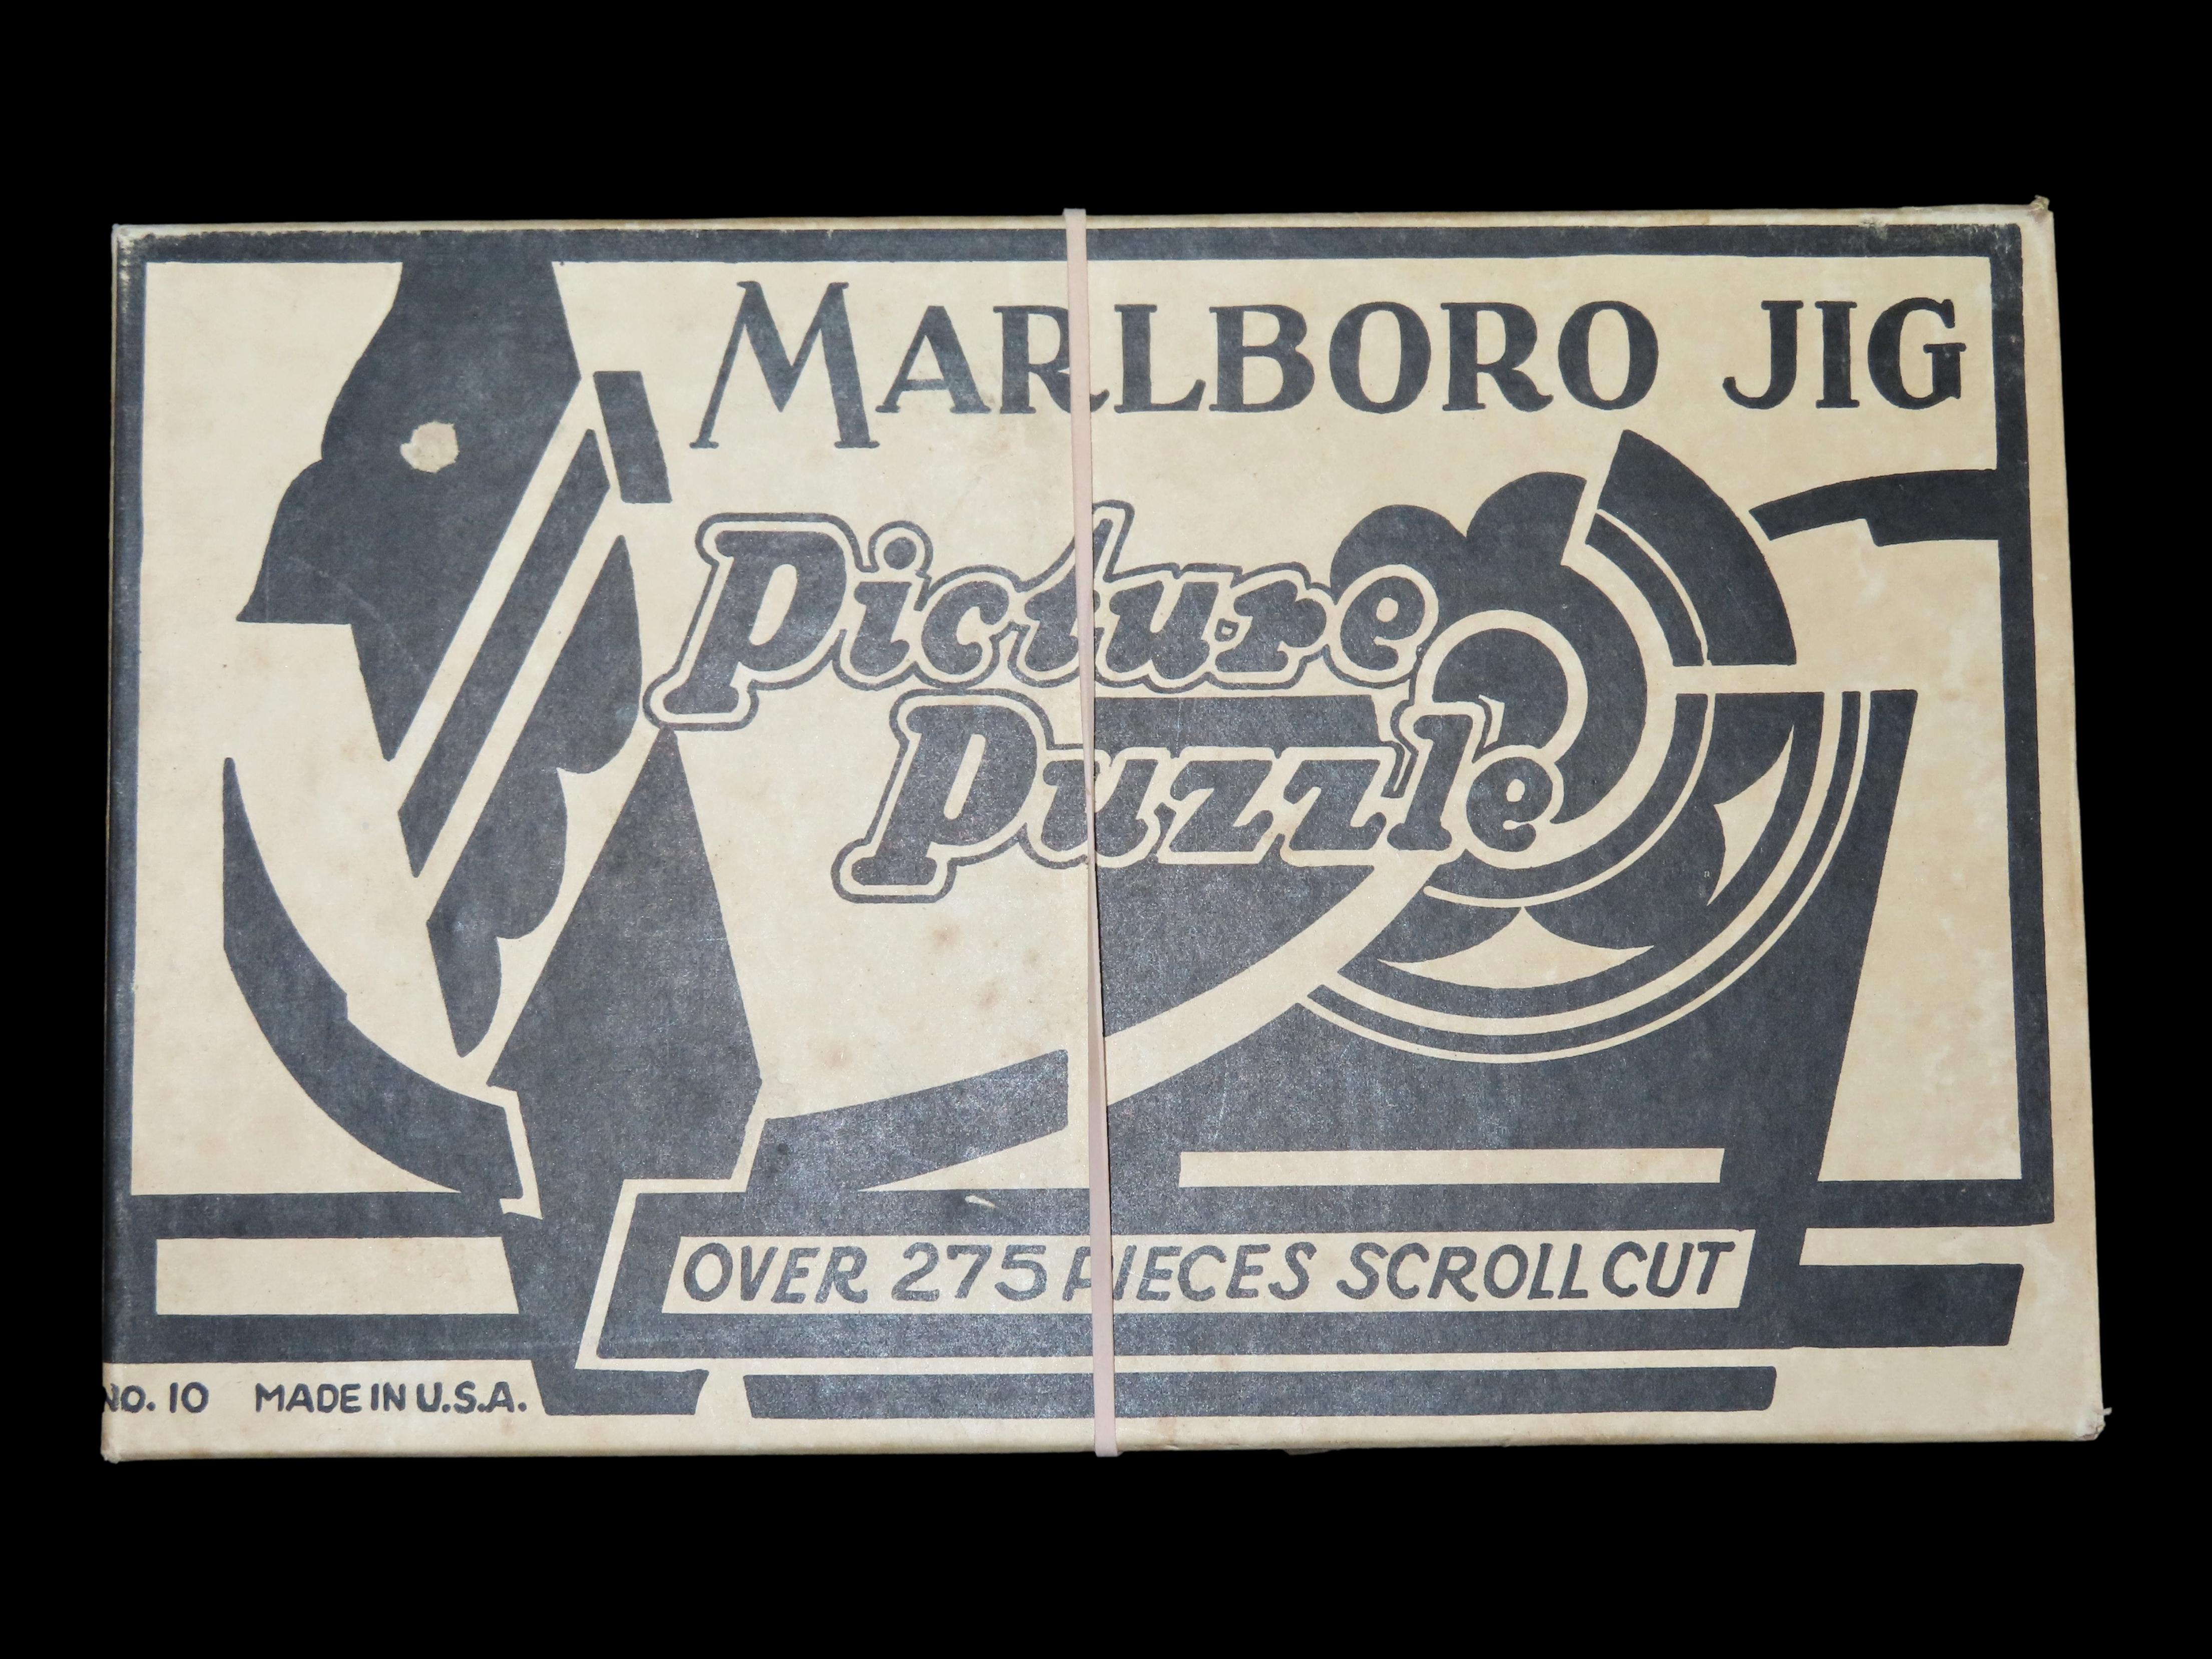 MARLBORO JIG
Picture
Puzzle
OVER 275 PIECES SCROLL CUT
NO. 10 MADE IN U.S.A.